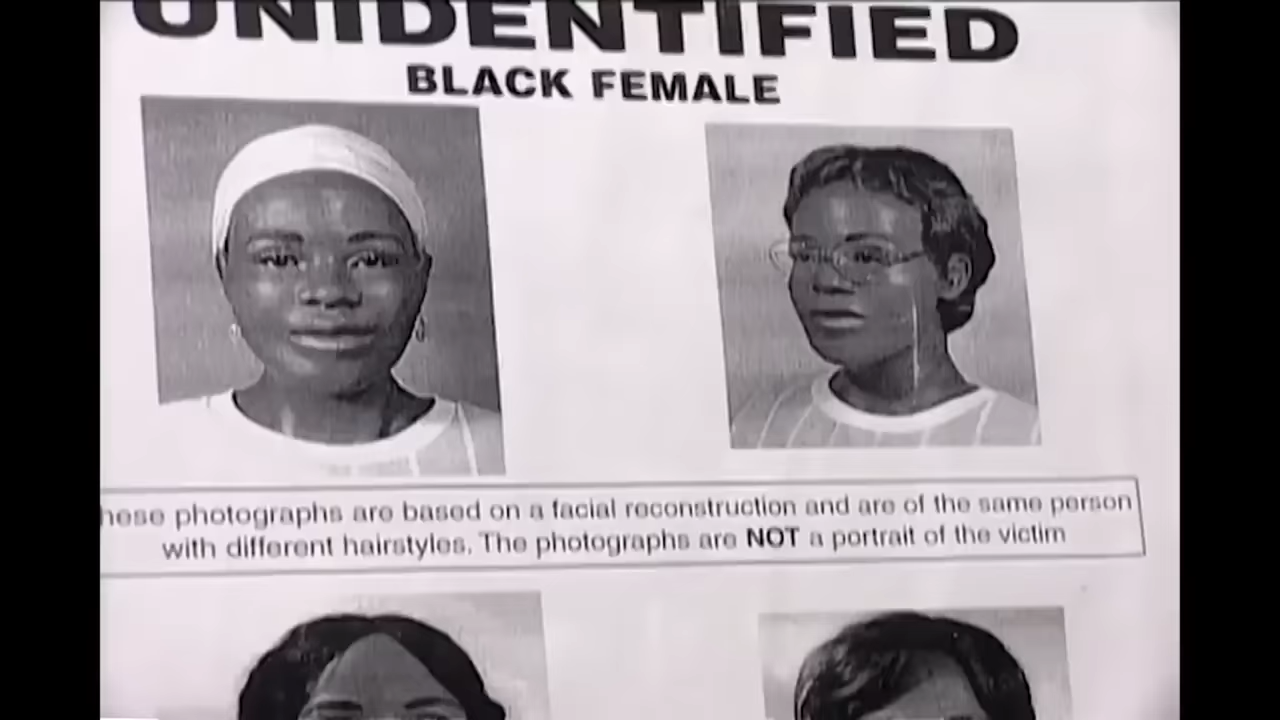 UNIDENTIFIED
BLACK FEMALE
hese photographs are based on a facial reconstruction and are of the same person
with different hairstyles. The photographs are NOT a portrait of the victim